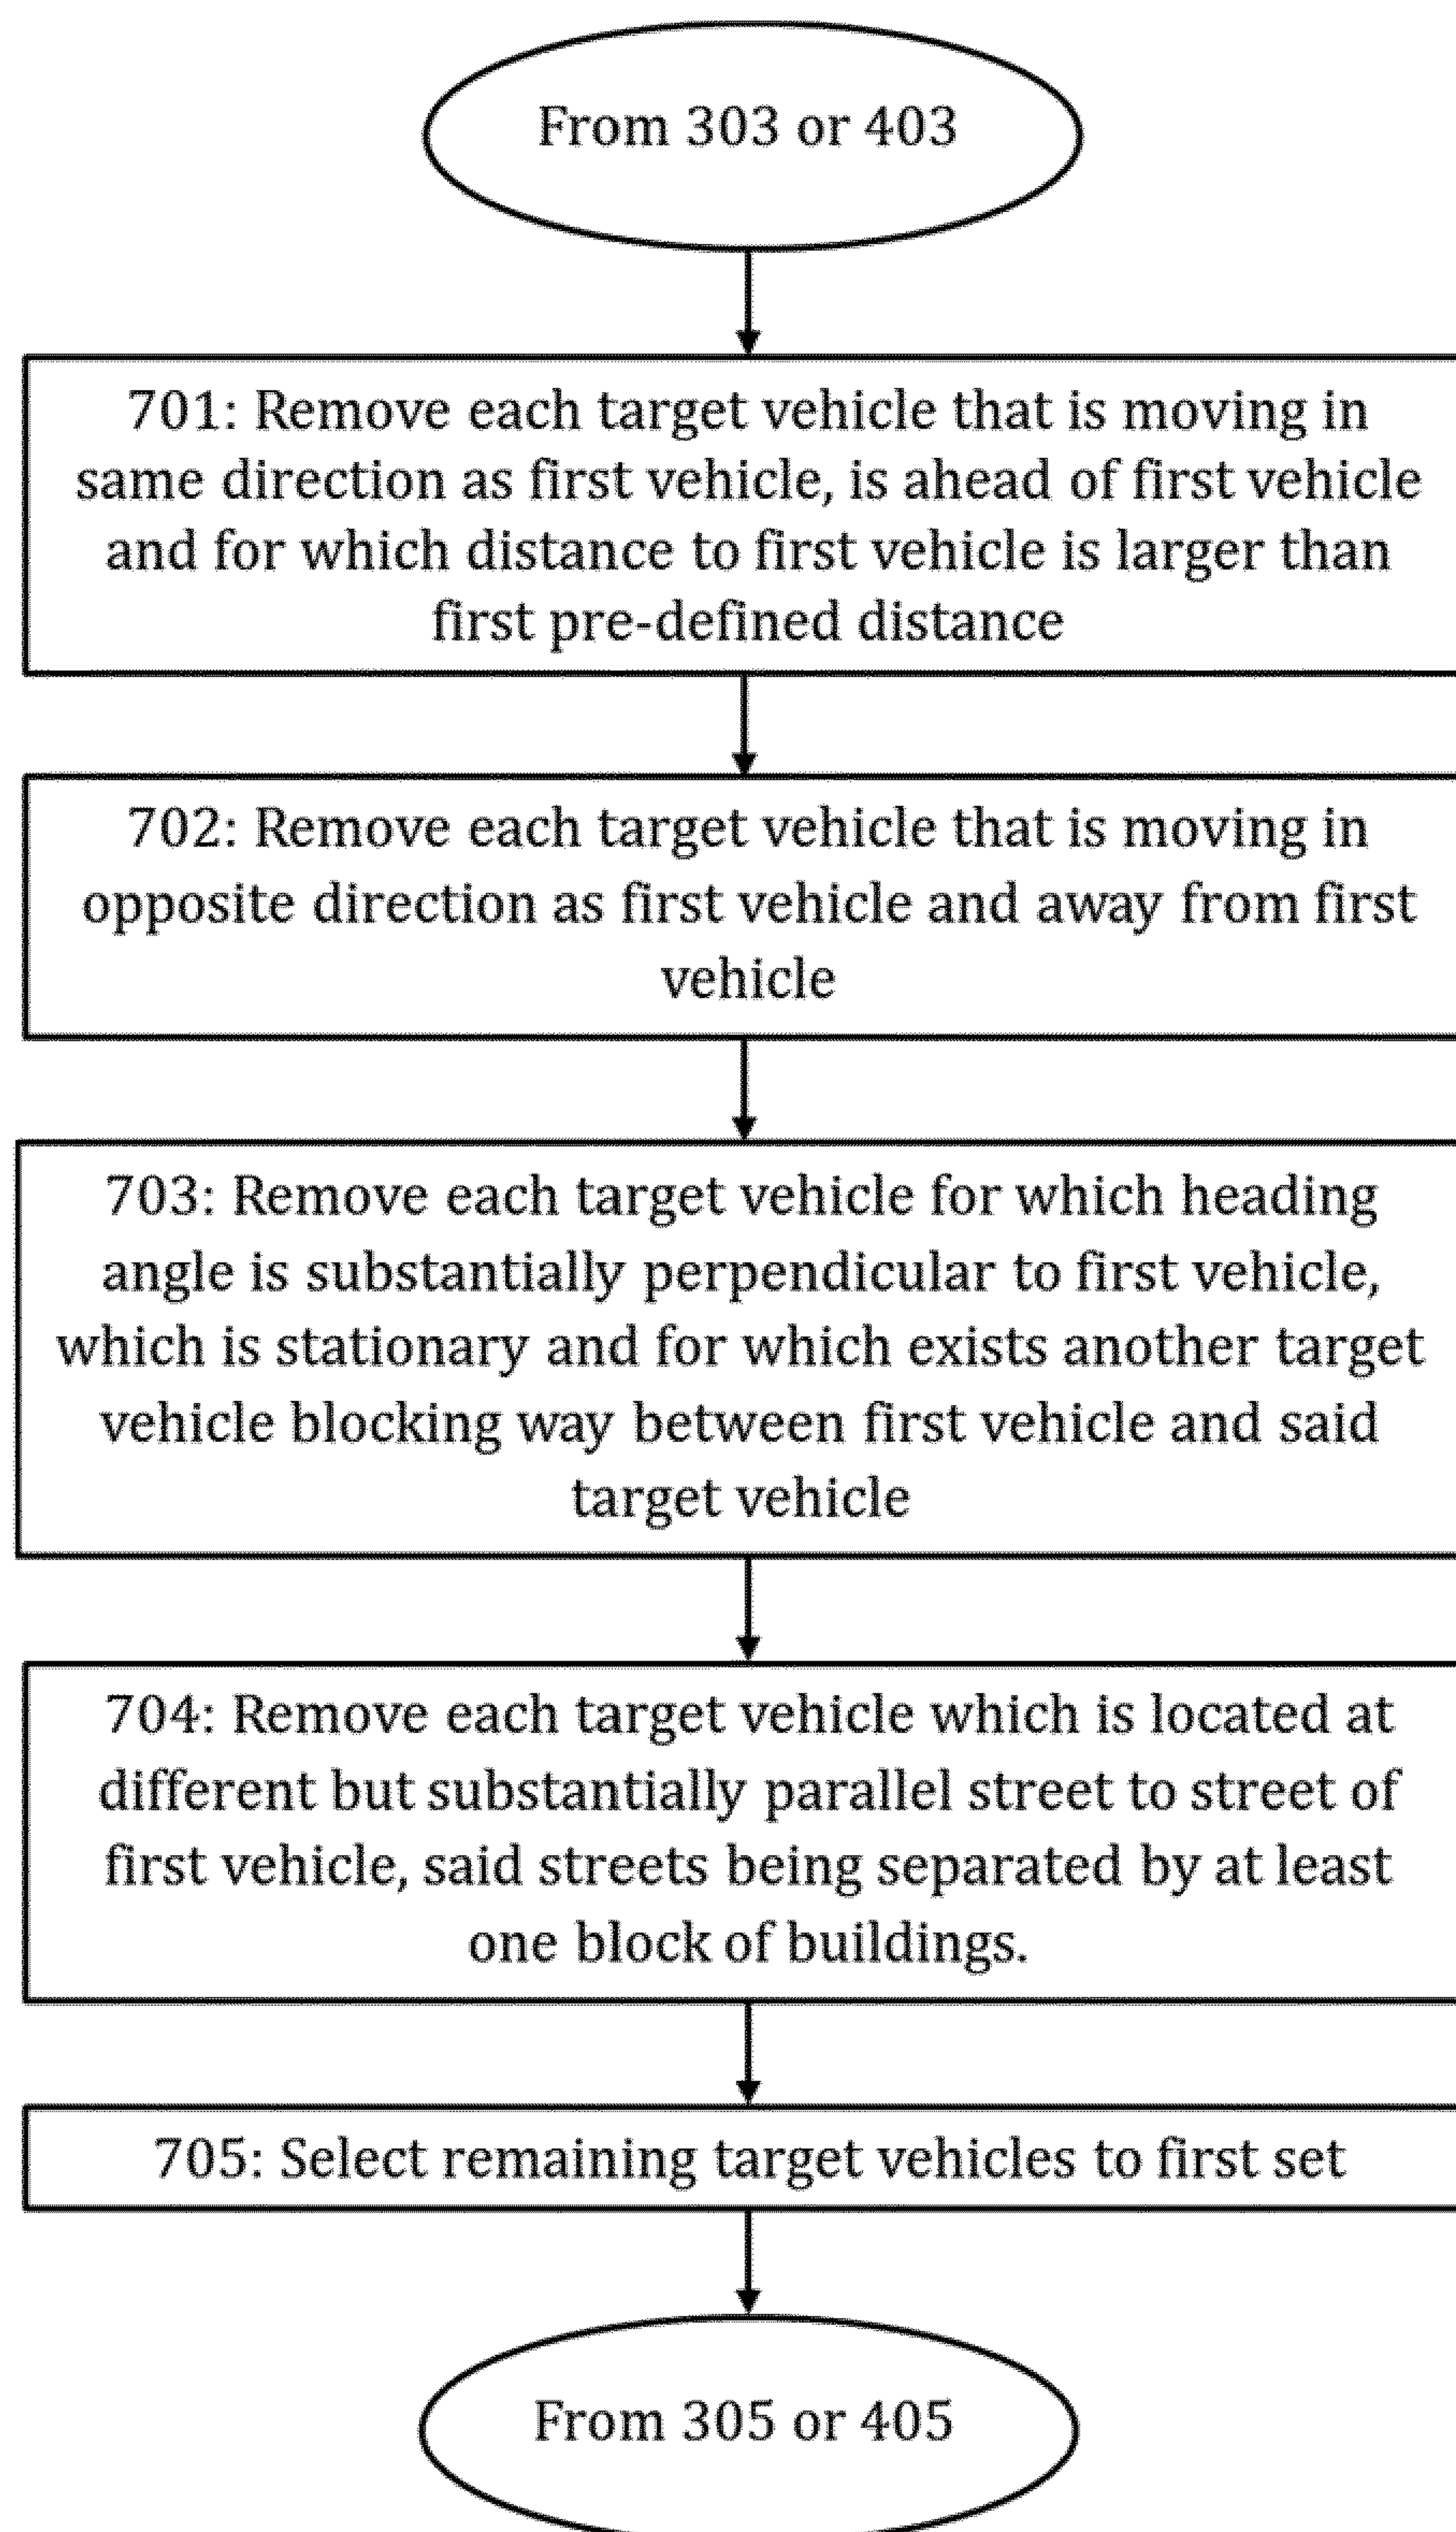 From 303 or 403
701: Remove each target vehicle that is moving in
same direction as first vehicle, is ahead of first vehicle
and for which distance to first vehicle is larger than
first pre-defined distance
702: Remove each target vehicle that is moving in
opposite direction as first vehicle and away from first
vehicle
703: Remove each target vehicle for which heading
angle is substantially perpendicular to first vehicle,
which is stationary and for which exists another target
vehicle blocking way between first vehicle and said
target vehicle
704: Remove each target vehicle which is located at
different but substantially parallel street to street of
first vehicle, said streets being separated by at least
one block of buildings.
705: Select remaining target vehicles to first set
From 305 or 405